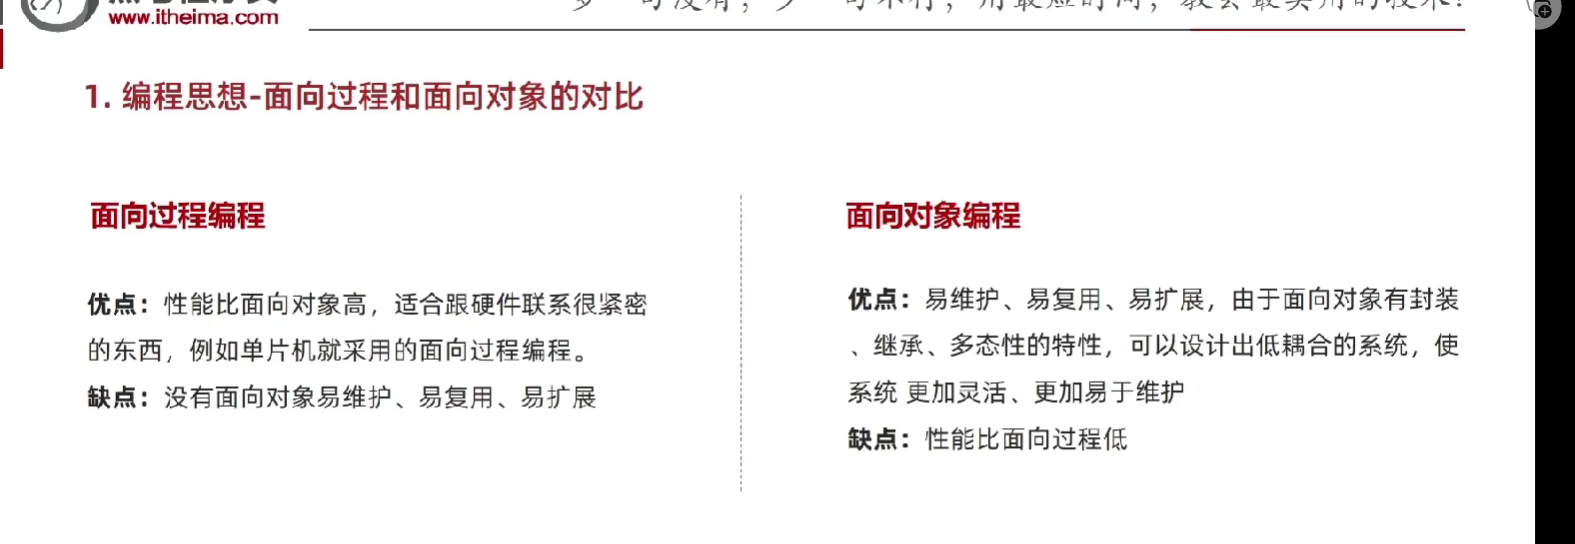 www.itheima.com
1. 编程思想-面向过程和面向对象的对比
面向过程编程
优点：性能比面向对象高，适合跟硬件联系很紧密
的东西，例如单片机就采用的面向过程编程。
缺点：没有面向对象易维护、易复用、易扩展
面向对象编程
优点：易维护、易复用、易扩展，由于面向对象有封装
、继承、多态性的特性，可以设计出低耦合的系统，使
系统 更加灵活、更加易于维护
缺点：性能比面向过程低